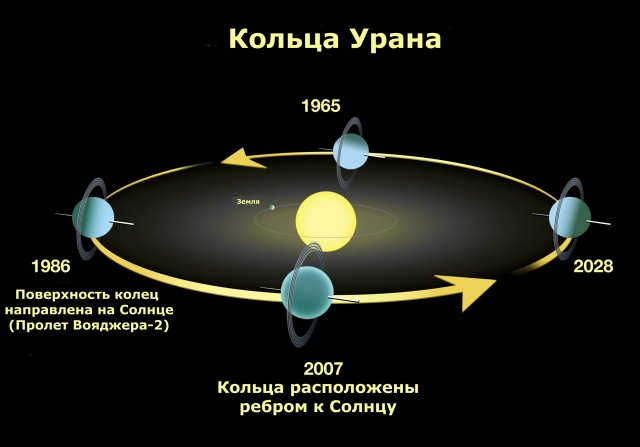 Кольца Урана
1965
Земля
1986
2028
Поверхность колец
направлена на Солнце
(Пролет Вояджера-2)
2007
Кольца расположены
ребром к Солнцу